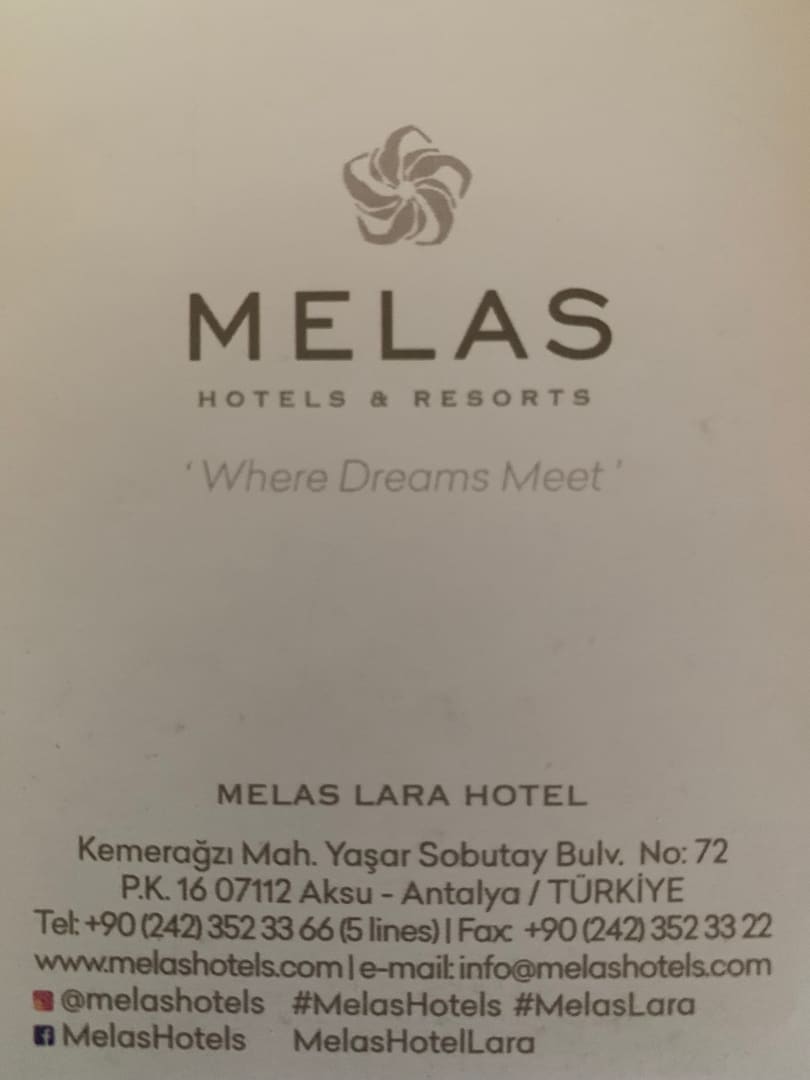 MELAS
HOTELS & RESORTS
‘ Where Dreams Meet ’
MELAS LARA HOTEL
Kemerağzı Mah. Yaşar Sobutay Bulv. No: 72
P.K. 16 07112 Aksu - Antalya / TÜRKİYE
Tel: +90 (242) 352 33 66 (5 lines) | Fax: +90 (242) 352 33 22
www.melashotels.com | e-mail: info@melashotels.com
@melashotels #MelasHotels #MelasLara
MelasHotels MelasHotelLara